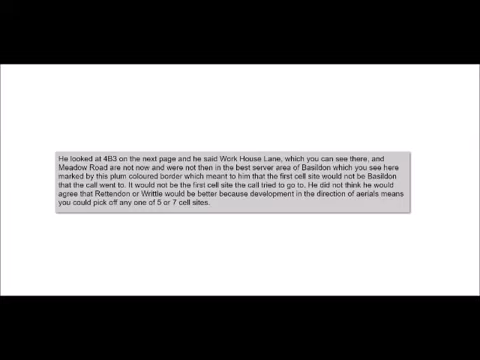 He looked at 4B3 on the next page and he said Work House Lane, which you can see there, and
Meadow Road are not now and were not then in the best server area of Basildon which you see here
marked by this plum coloured border which meant to him that the first cell site would not be Basildon
that the call went to. It would not be the first cell site the call tried to go to. He did not think he would
agree that Rettendon or Writtle would be better because development in the direction of aerials means
you could pick off any one of 5 or 7 cell sites.